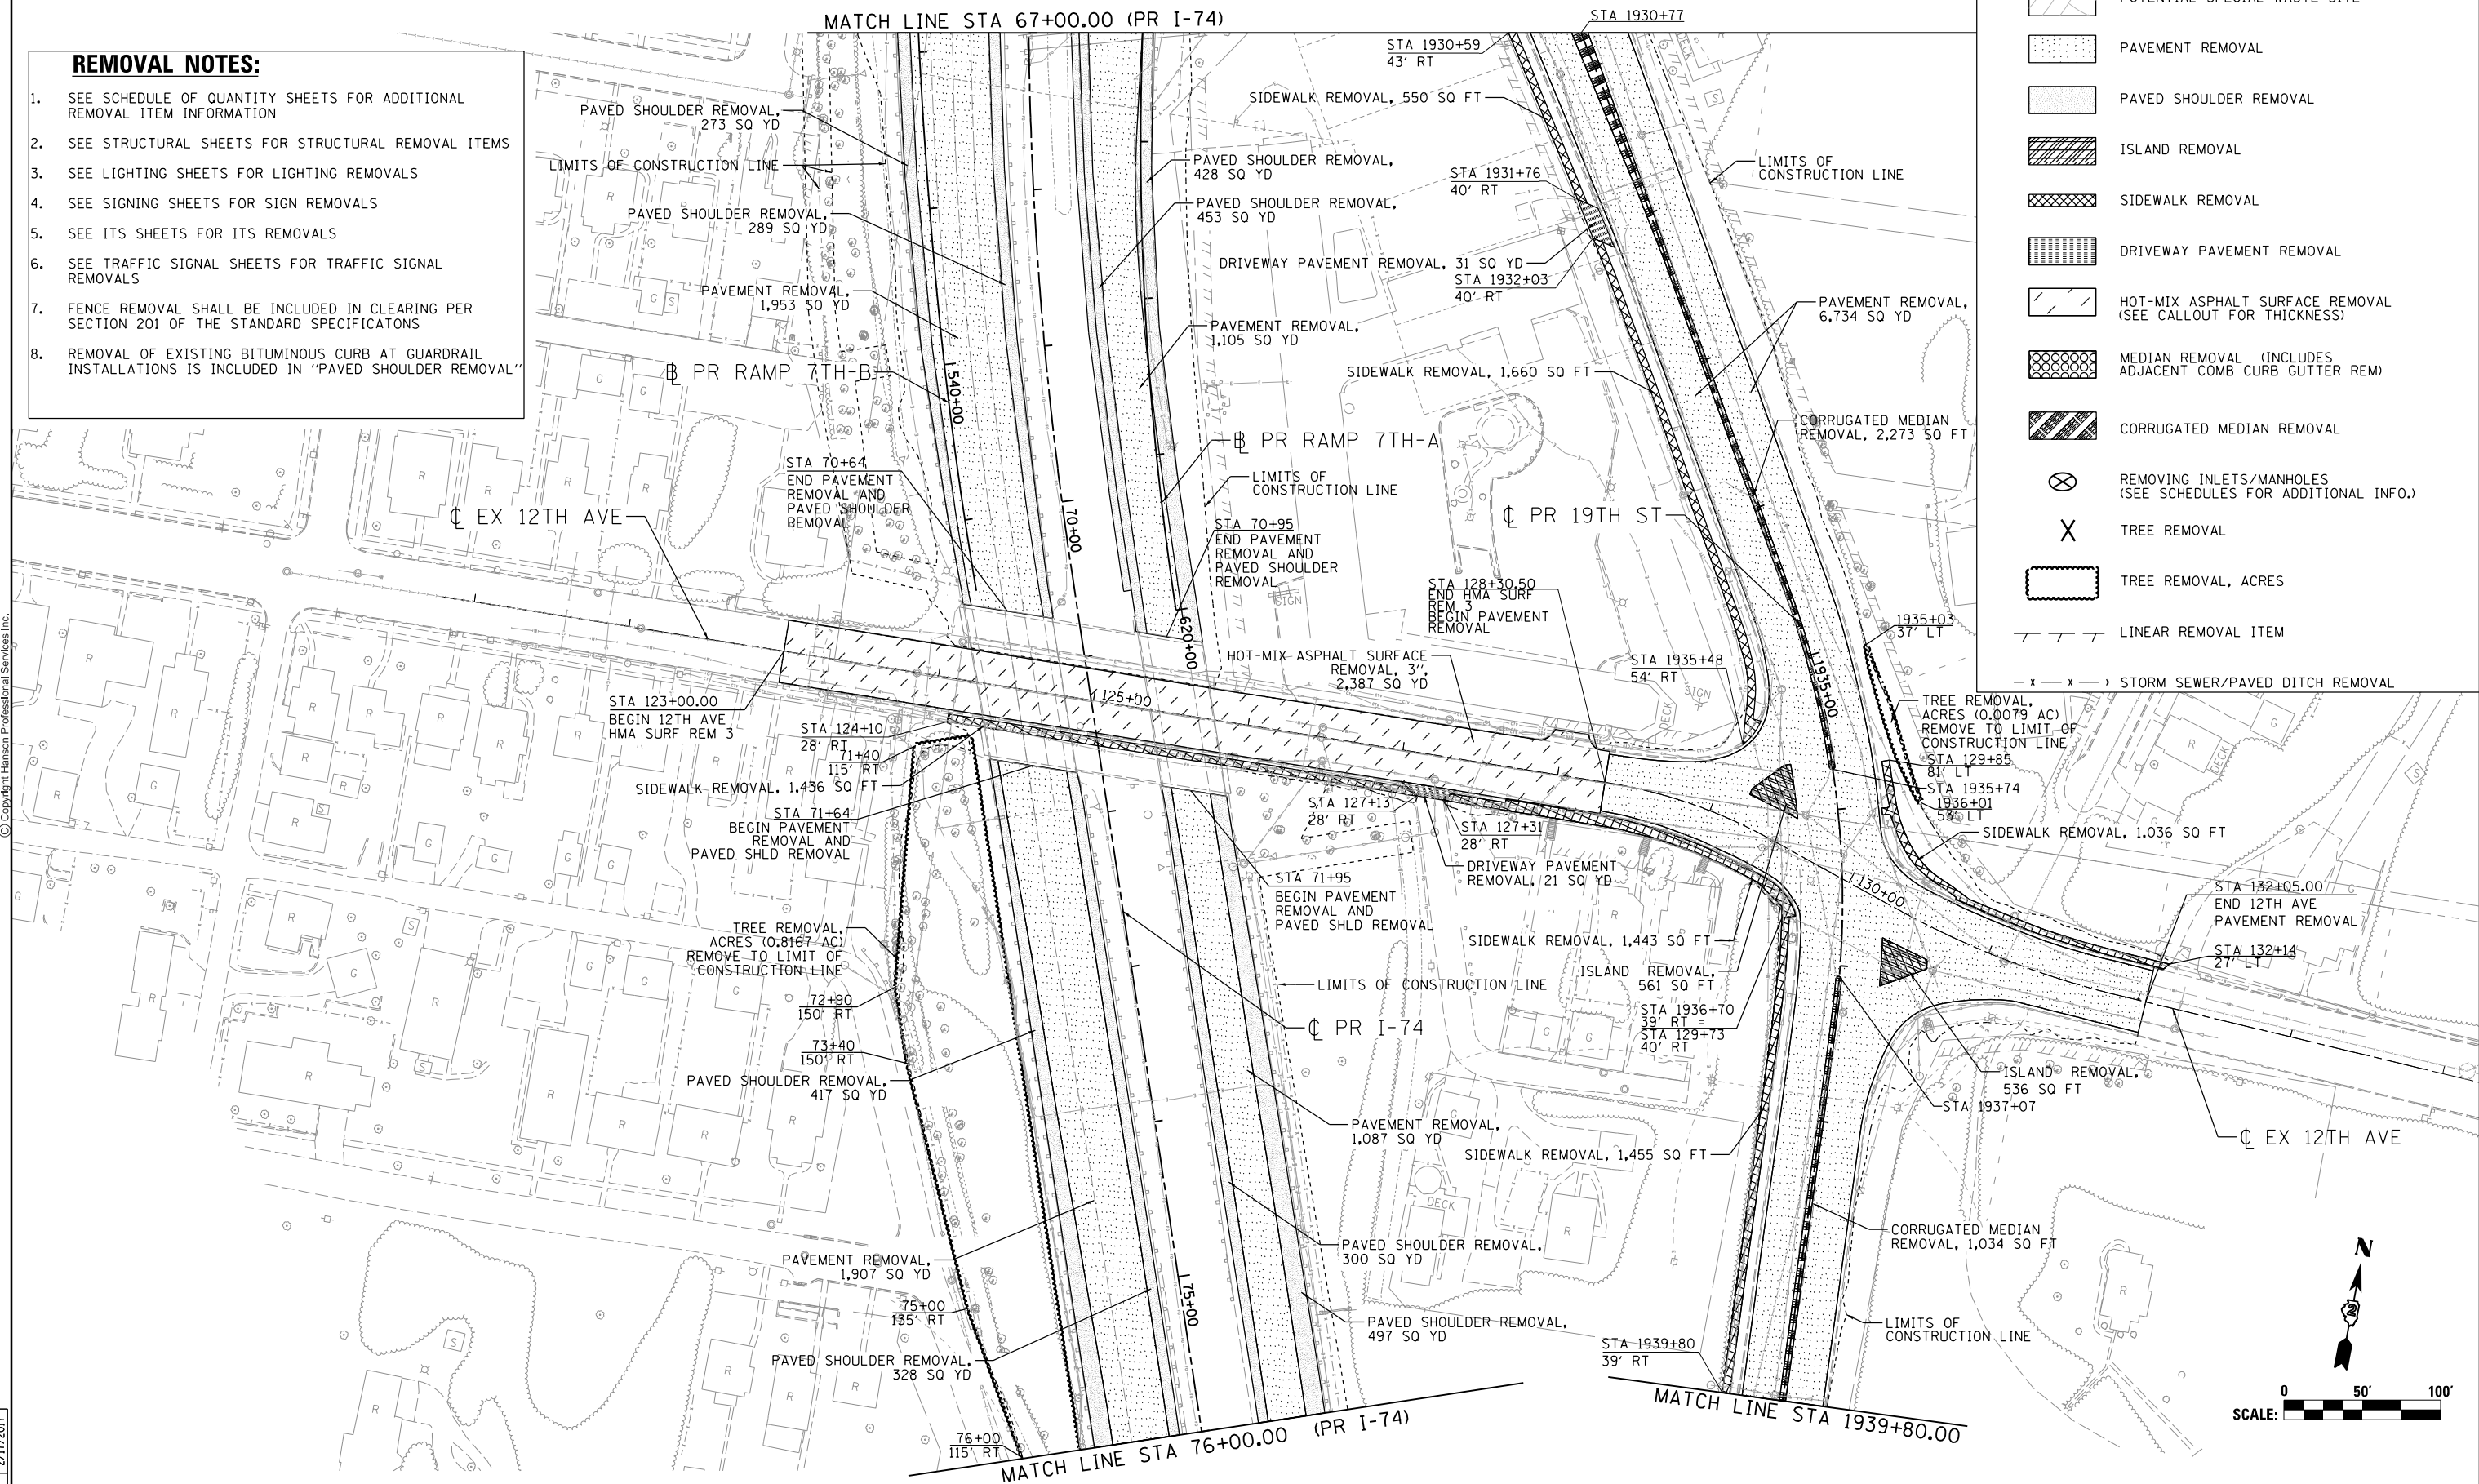 MATCH LINE STA 67+00.00 (PR I-74)
REMOVAL NOTES:
1. SEE SCHEDULE OF QUANTITY SHEETS FOR ADDITIONAL
REMOVAL ITEM INFORMATION
2. SEE STRUCTURAL SHEETS FOR STRUCTURAL REMOVAL ITEMS
3. SEE LIGHTING SHEETS FOR LIGHTING REMOVALS
4. SEE SIGNING SHEETS FOR SIGN REMOVALS
5. SEE ITS SHEETS FOR ITS REMOVALS
6. SEE TRAFFIC SIGNAL SHEETS FOR TRAFFIC SIGNAL
REMOVALS
7. FENCE REMOVAL SHALL BE INCLUDED IN CLEARING PER
SECTION 201 OF THE STANDARD SPECIFICATONS
8. REMOVAL OF EXISTING BITUMINOUS CURB AT GUARDRAIL
INSTALLATIONS IS INCLUDED IN "PAVED SHOULDER REMOVAL"
PAVED SHOULDER REMOVAL,
273 SQ YD
LIMITS OF CONSTRUCTION LINE
PAVED SHOULDER REMOVAL,
289 SQ YD
PAVEMENT REMOVAL,
1,953 SQ YD
℄ PR RAMP 7TH-B
540+00
STA 70+64
END PAVEMENT
REMOVAL AND
PAVED SHOULDER
REMOVAL
℄ EX 12TH AVE
70+00
PAVED SHOULDER REMOVAL,
428 SQ YD
PAVED SHOULDER REMOVAL,
453 SQ YD
PAVEMENT REMOVAL,
1,105 SQ YD
℄ PR RAMP 7TH-A
LIMITS OF
CONSTRUCTION LINE
STA 70+95
END PAVEMENT
REMOVAL AND
PAVED SHOULDER
REMOVAL
620+00
SIGN
STA 1930+77
STA 1930+59
43' RT
SIDEWALK REMOVAL, 550 SQ FT
STA 1931+76
40' RT
DRIVEWAY PAVEMENT REMOVAL, 31 SQ YD
STA 1932+03
40' RT
SIDEWALK REMOVAL, 1,660 SQ FT
DECK
LIMITS OF
CONSTRUCTION LINE
PAVEMENT REMOVAL,
6,734 SQ YD
CORRUGATED MEDIAN
REMOVAL, 2,273 SQ FT
℄ PR 19TH ST
STA 128+30.50
END HMA SURF
REM 3
BEGIN PAVEMENT
REMOVAL
HOT-MIX ASPHALT SURFACE
REMOVAL, 3",
2,387 SQ YD
STA 1935+48
54' RT
SIGN
DECK
1935+00
1935+03
37' LT
POTENTIAL SPECIAL WASTE SITE
PAVEMENT REMOVAL
PAVED SHOULDER REMOVAL
ISLAND REMOVAL
SIDEWALK REMOVAL
DRIVEWAY PAVEMENT REMOVAL
HOT-MIX ASPHALT SURFACE REMOVAL
(SEE CALLOUT FOR THICKNESS)
MEDIAN REMOVAL (INCLUDES
ADJACENT COMB CURB GUTTER REM)
CORRUGATED MEDIAN REMOVAL
REMOVING INLETS/MANHOLES
(SEE SCHEDULES FOR ADDITIONAL INFO.)
X TREE REMOVAL
TREE REMOVAL, ACRES
LINEAR REMOVAL ITEM
STORM SEWER/PAVED DITCH REMOVAL
TREE REMOVAL,
ACRES (0.0079 AC)
REMOVE TO LIMIT OF
CONSTRUCTION LINE
STA 129+85
81' LT
STA 1935+74
1936+01
53' LT
SIDEWALK REMOVAL, 1,036 SQ FT
DECK
130+00
STA 132+05.00
END 12TH AVE
PAVEMENT REMOVAL
STA 132+14
27' LT
STA 123+00.00
BEGIN 12TH AVE
HMA SURF REM 3
125+00
STA 124+10
28' RT
71+40
115' RT
SIDEWALK REMOVAL, 1,436 SQ FT
STA 71+64
BEGIN PAVEMENT
REMOVAL AND
PAVED SHLD REMOVAL
STA 127+13
28' RT
STA 127+31
28' RT
DRIVEWAY PAVEMENT
REMOVAL, 21 SQ YD
STA 71+95
BEGIN PAVEMENT
REMOVAL AND
PAVED SHLD REMOVAL
TREE REMOVAL,
ACRES (0.8167 AC)
REMOVE TO LIMIT OF
CONSTRUCTION LINE
72+90
150' RT
73+40
150' RT
PAVED SHOULDER REMOVAL,
417 SQ YD
SIDEWALK REMOVAL, 1,443 SQ FT
ISLAND REMOVAL,
561 SQ FT
STA 1936+70
39' RT =
STA 129+73
40' RT
LIMITS OF CONSTRUCTION LINE
℄ PR I-74
ISLAND REMOVAL,
536 SQ FT
STA 1937+07
℄ EX 12TH AVE
PAVEMENT REMOVAL,
1,087 SQ YD
SIDEWALK REMOVAL, 1,455 SQ FT
DECK
PAVEMENT REMOVAL,
1,907 SQ YD
75+00
75+00
135' RT
PAVED SHOULDER REMOVAL,
328 SQ YD
PAVED SHOULDER REMOVAL,
300 SQ YD
PAVED SHOULDER REMOVAL,
497 SQ YD
CORRUGATED MEDIAN
REMOVAL, 1,034 SQ FT
LIMITS OF
CONSTRUCTION LINE
STA 1939+80
39' RT
76+00
115' RT
MATCH LINE STA 76+00.00 (PR I-74)
MATCH LINE STA 1939+80.00
N
2
0 50' 100'
SCALE:
(C) Copyright Hanson Professional Services Inc.